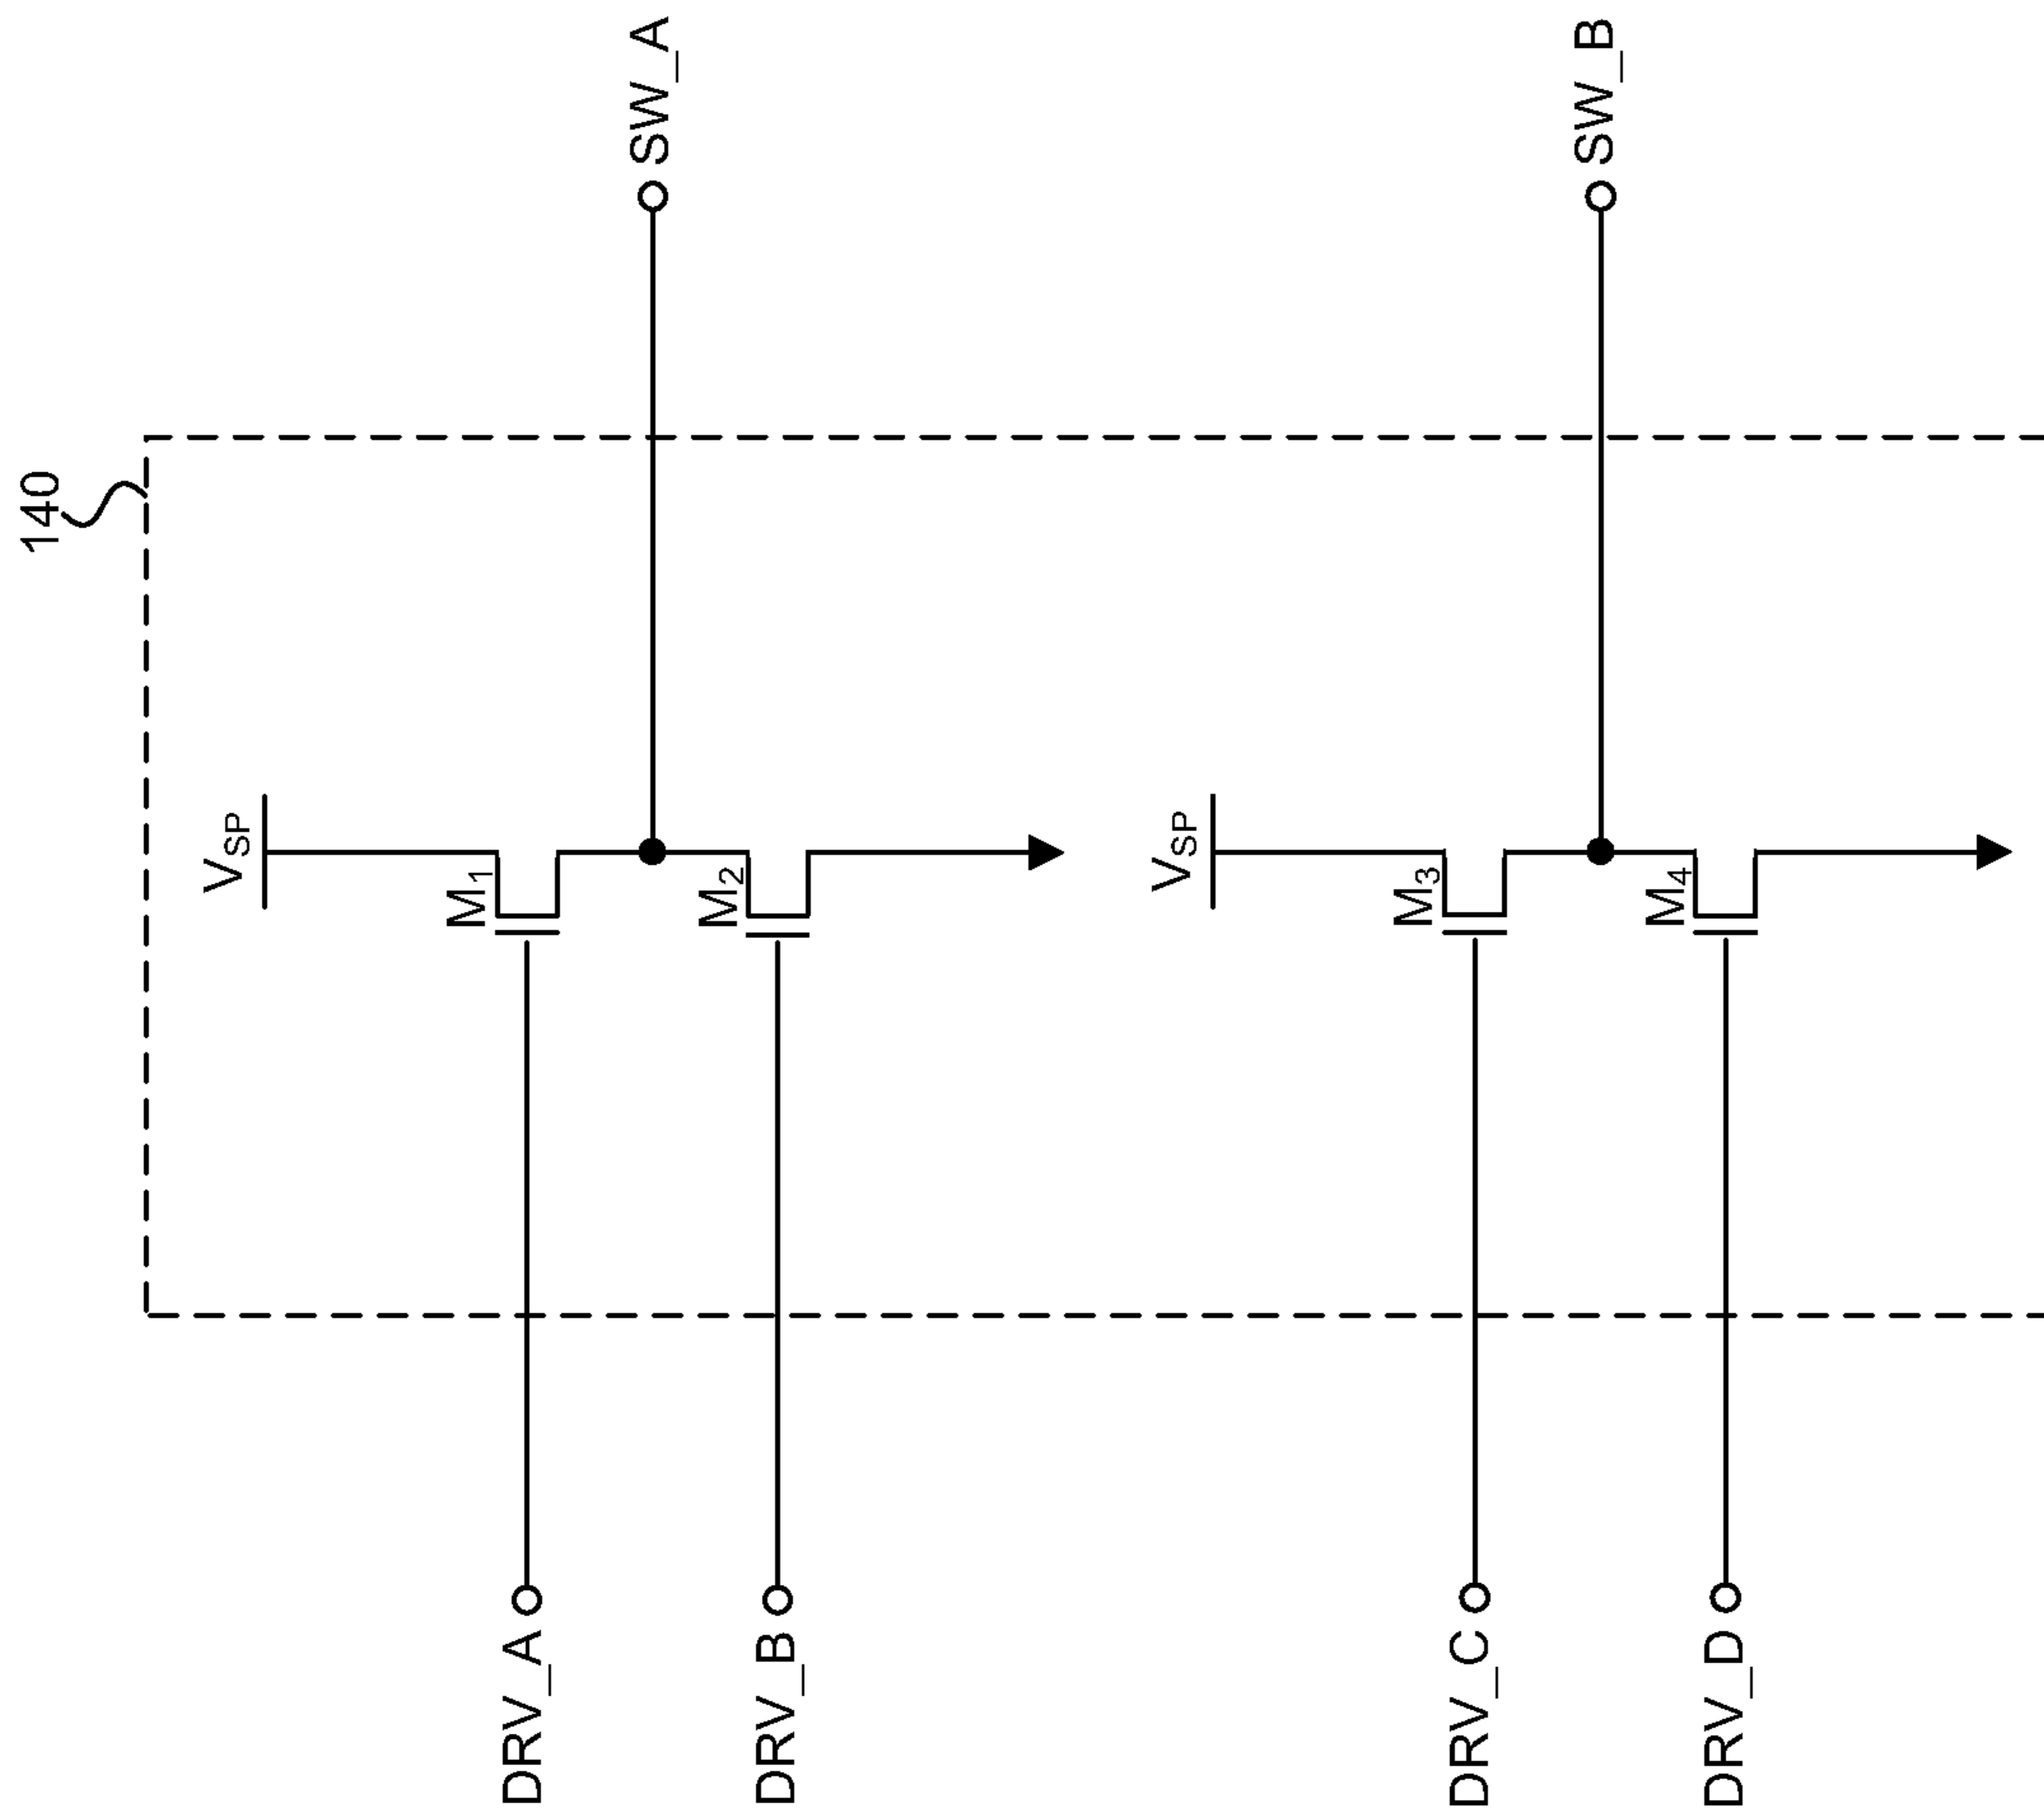 140
SW_A
SW_B
VSP
M1
M2
VSP
M3
M4
DRV_A
DRV_B
DRV_C
DRV_D